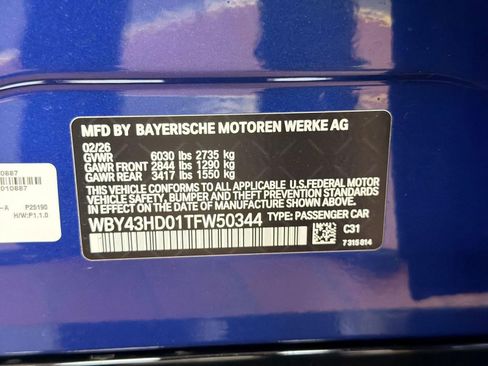 MFD BY BAYERISCHE MOTOREN WERKE AG
02/26
GVWR 6030 lbs 2735 kg
GAWR FRONT 2844 lbs 1290 kg
GAWR REAR 3417 lbs 1550 kg
THIS VEHICLE CONFORMS TO ALL APPLICABLE U.S.FEDERAL MOTOR
VEHICLE SAFETY, BUMPER, AND THEFT PREVENTION STANDARDS
IN EFFECT ON THE DATE OF MANUFACTURE SHOWN ABOVE.
WBY43HD01TFW50344 TYPE: PASSENGER CAR
C31
7315814
10887
010887
-A P25190
H/W:P1.1.0